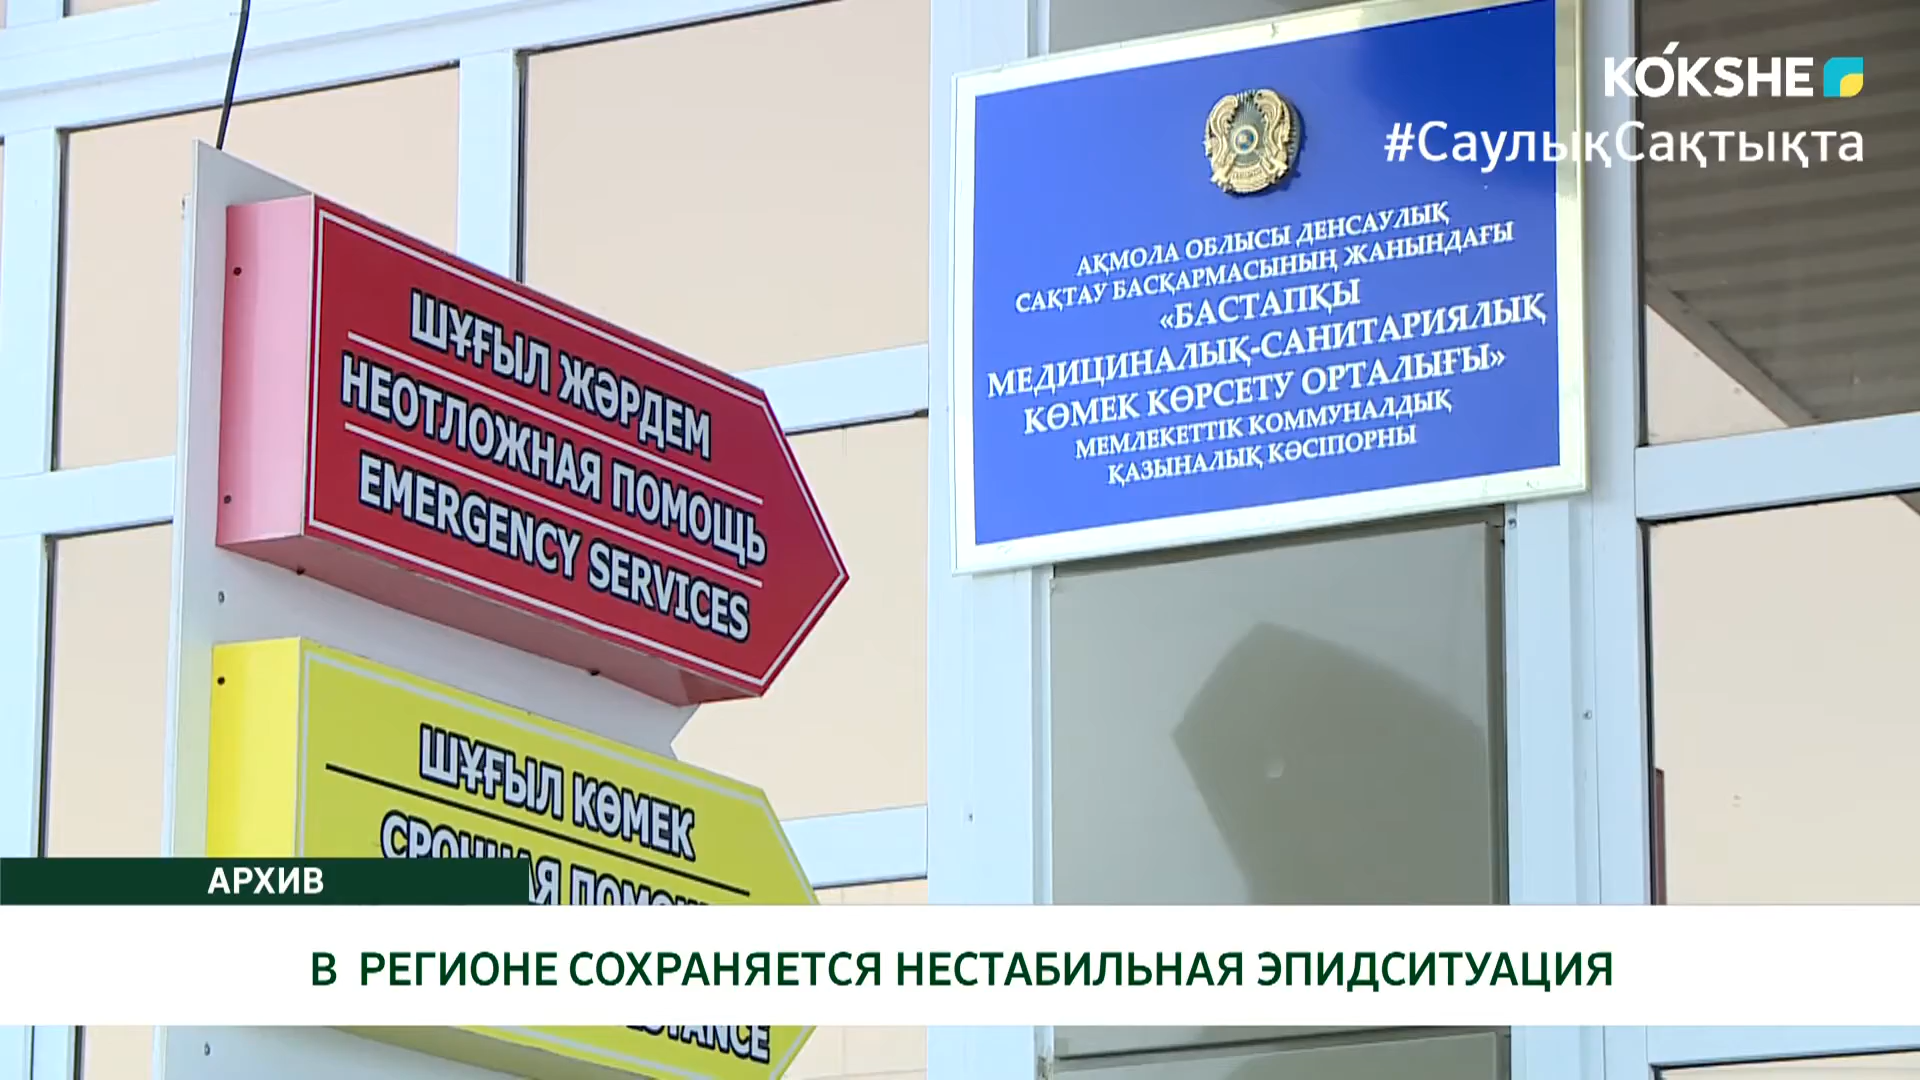 KÓKSHE
#СаулықСақтықта
АҚМОЛА ОБЛЫСЫ ДЕНСАУЛЫҚ
САҚТАУ БАСҚАРМАСЫНЫҢ ЖАНЫНДАҒЫ
«БАСТАПҚЫ
МЕДИЦИНАЛЫҚ-САНИТАРИЯЛЫҚ
КӨМЕК КӨРСЕТУ ОРТАЛЫҒЫ»
МЕМЛЕКЕТТІК КОММУНАЛДЫҚ
ҚАЗЫНАЛЫҚ КӘСІПОРНЫ
ШҰҒЫЛ ЖӘРДЕМ
НЕОТЛОЖНАЯ ПОМОЩЬ
EMERGENCY SERVICES
ШҰҒЫЛ КӨМЕК
АРХИВ
В РЕГИОНЕ СОХРАНЯЕТСЯ НЕСТАБИЛЬНАЯ ЭПИДСИТУАЦИЯ